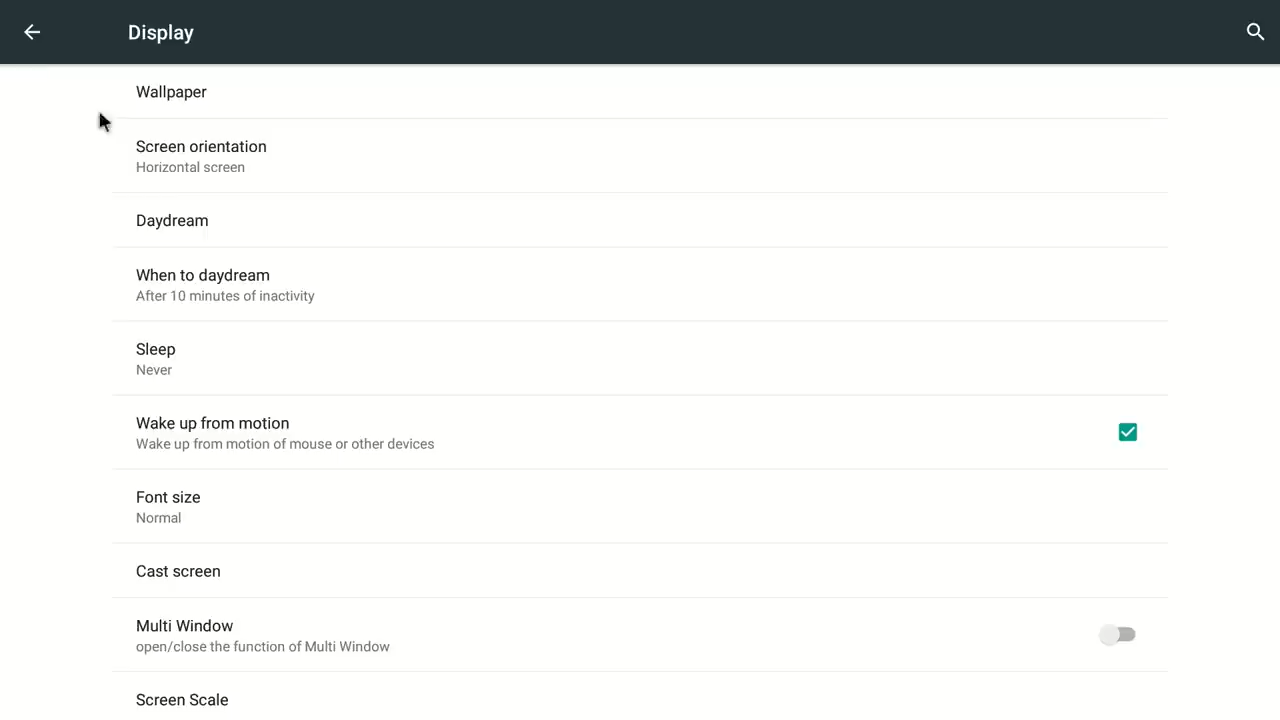 Display
Wallpaper
Screen orientation
Horizontal screen
Daydream
When to daydream
After 10 minutes of inactivity
Sleep
Never
Wake up from motion
Wake up from motion of mouse or other devices
Font size
Normal
Cast screen
Multi Window
open/close the function of Multi Window
Screen Scale